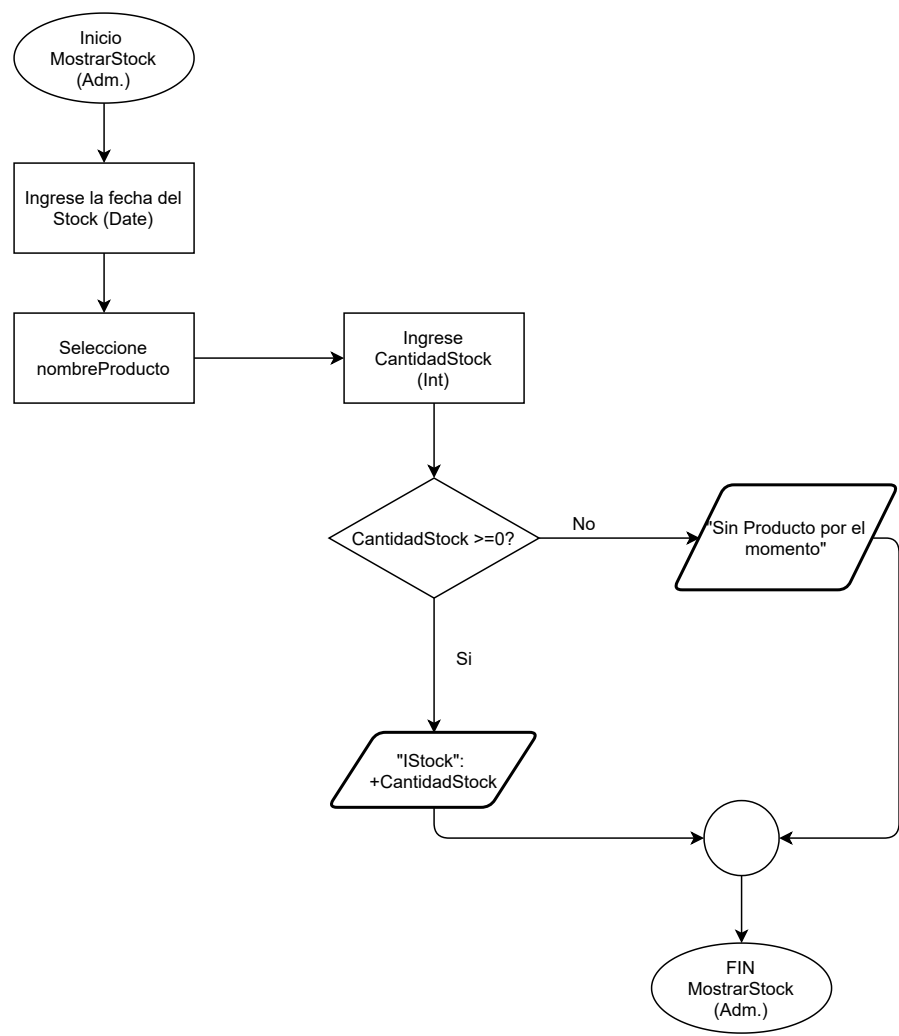 Inicio
MostrarStock
(Adm.)
Ingrese la fecha del
Stock (Date)
Seleccione
nombreProducto
Ingrese
CantidadStock
(Int)
CantidadStock >=0?
No
"Sin Producto por el
momento"
Si
"IStock":
+CantidadStock
FIN
MostrarStock
(Adm.)